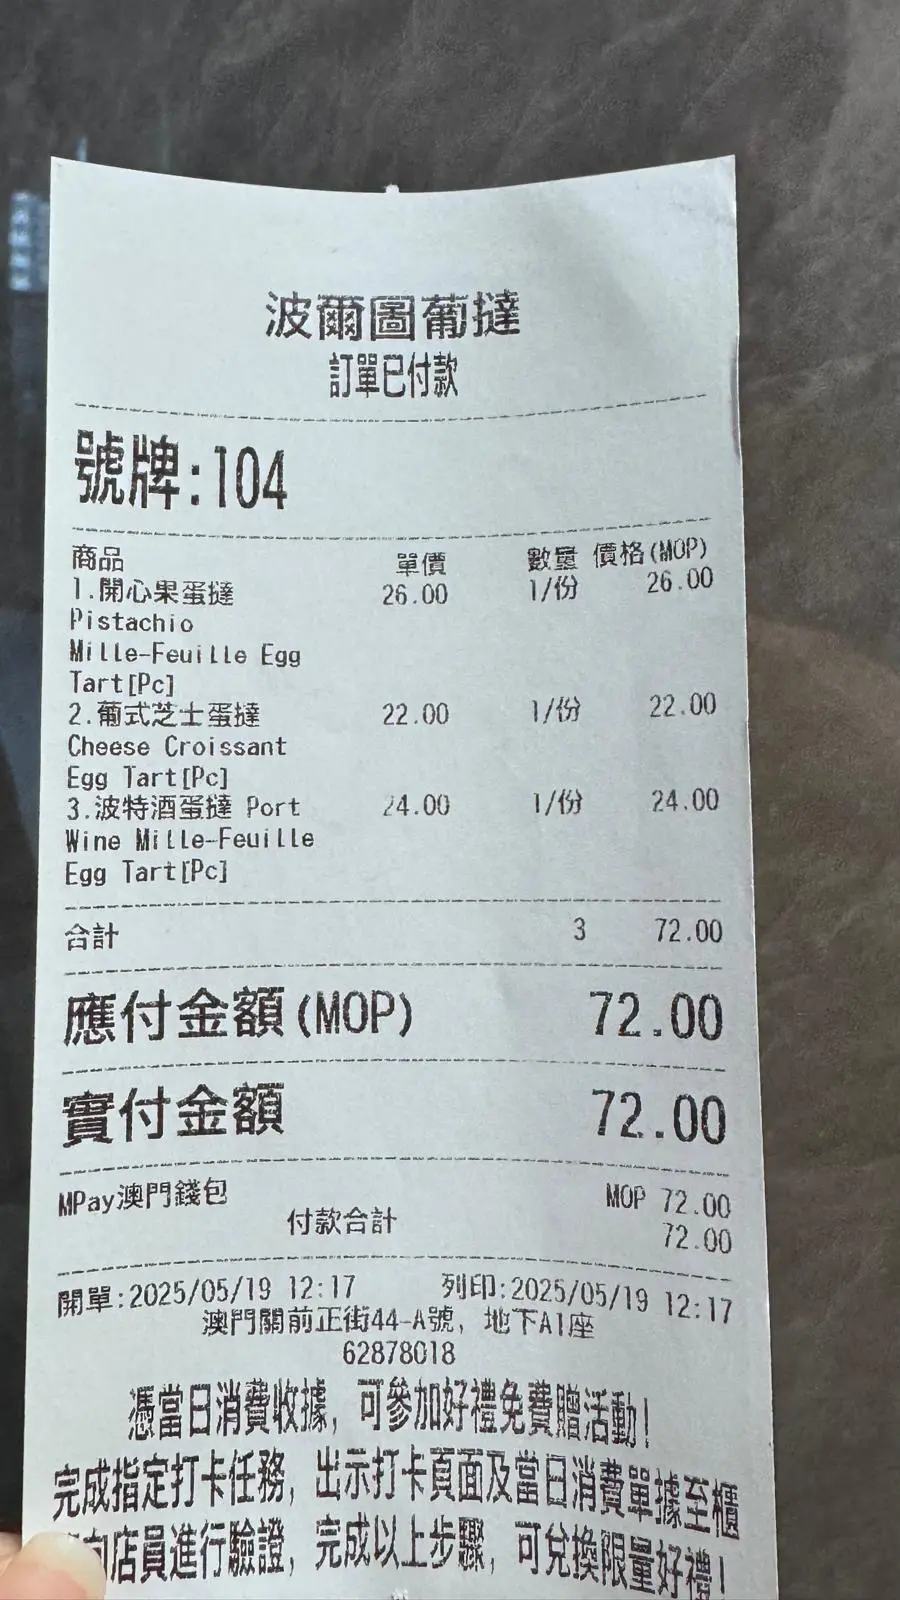 波爾圖葡撻
訂單已付款
號牌:104
商品 單價 數量 價格(MOP)
1.開心果蛋撻 26.00 1/份 26.00
Pistachio
Mille-Feuille Egg
Tart[Pc]
2.葡式芝士蛋撻 22.00 1/份 22.00
Cheese Croissant
Egg Tart[Pc]
3.波特酒蛋撻 Port 24.00 1/份 24.00
Wine Mille-Feuille
Egg Tart[Pc]
合計 3 72.00
應付金額(MOP) 72.00
實付金額 72.00
MPay澳門錢包 MOP 72.00
付款合計 72.00
開單:2025/05/19 12:17 列印:2025/05/19 12:17
澳門關前正街44-A號, 地下A1座
62878018
憑當日消費收據, 可參加好禮免費贈活動!
完成指定打卡任務, 出示打卡頁面及當日消費單據至櫃
向店員進行驗證, 完成以上步驟, 可兌換限量好禮!